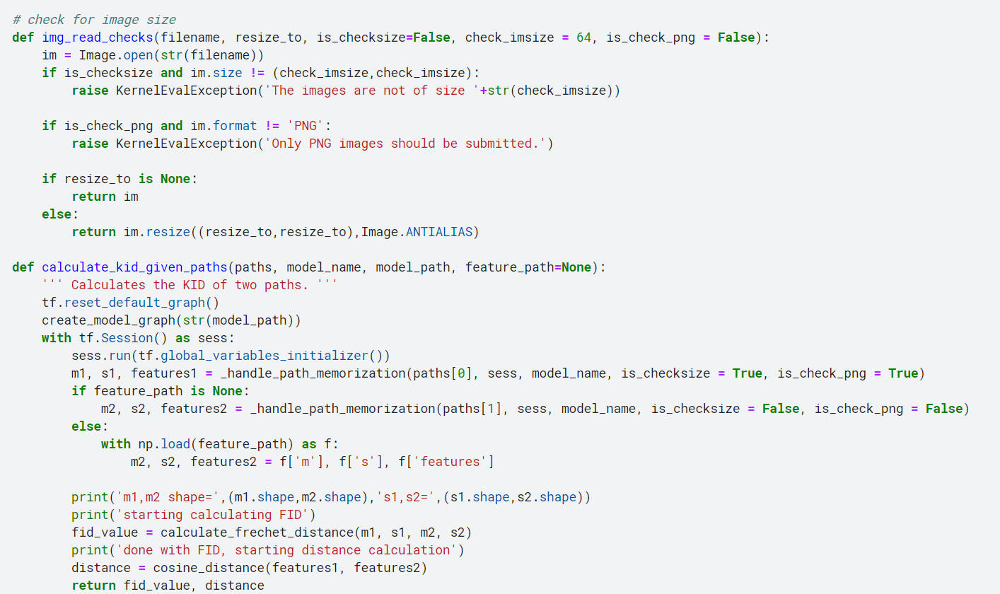 # check for image size
def img_read_checks(filename, resize_to, is_checksize=False, check_imsize = 64, is_check_png = False):
    im = Image.open(str(filename))
    if is_checksize and im.size != (check_imsize,check_imsize):
        raise KernelEvalException('The images are not of size '+str(check_imsize))

    if is_check_png and im.format != 'PNG':
        raise KernelEvalException('Only PNG images should be submitted.')

    if resize_to is None:
        return im
    else:
        return im.resize((resize_to,resize_to),Image.ANTIALIAS)

def calculate_kid_given_paths(paths, model_name, model_path, feature_path=None):
    ''' Calculates the KID of two paths. '''
    tf.reset_default_graph()
    create_model_graph(str(model_path))
    with tf.Session() as sess:
        sess.run(tf.global_variables_initializer())
        m1, s1, features1 = _handle_path_memorization(paths[0], sess, model_name, is_checksize = True, is_check_png = True)
        if feature_path is None:
            m2, s2, features2 = _handle_path_memorization(paths[1], sess, model_name, is_checksize = False, is_check_png = False)
        else:
            with np.load(feature_path) as f:
                m2, s2, features2 = f['m'], f['s'], f['features']

        print('m1,m2 shape=',(m1.shape,m2.shape),'s1,s2=',(s1.shape,s2.shape))
        print('starting calculating FID')
        fid_value = calculate_frechet_distance(m1, s1, m2, s2)
        print('done with FID, starting distance calculation')
        distance = cosine_distance(features1, features2)
        return fid_value, distance